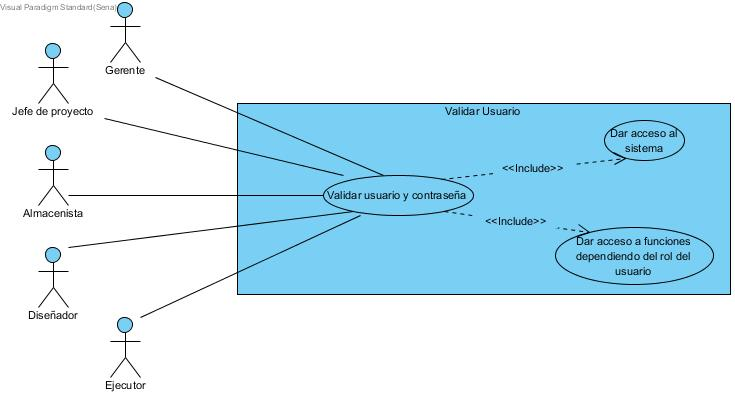 Visual Paradigm Standard(Sena)
Gerente
Jefe de proyecto
Almacenista
Diseñador
Ejecutor
Validar Usuario
Validar usuario y contraseña
<<Include>>
<<Include>>
Dar acceso al
sistema
Dar acceso a funciones
dependiendo del rol del
usuario